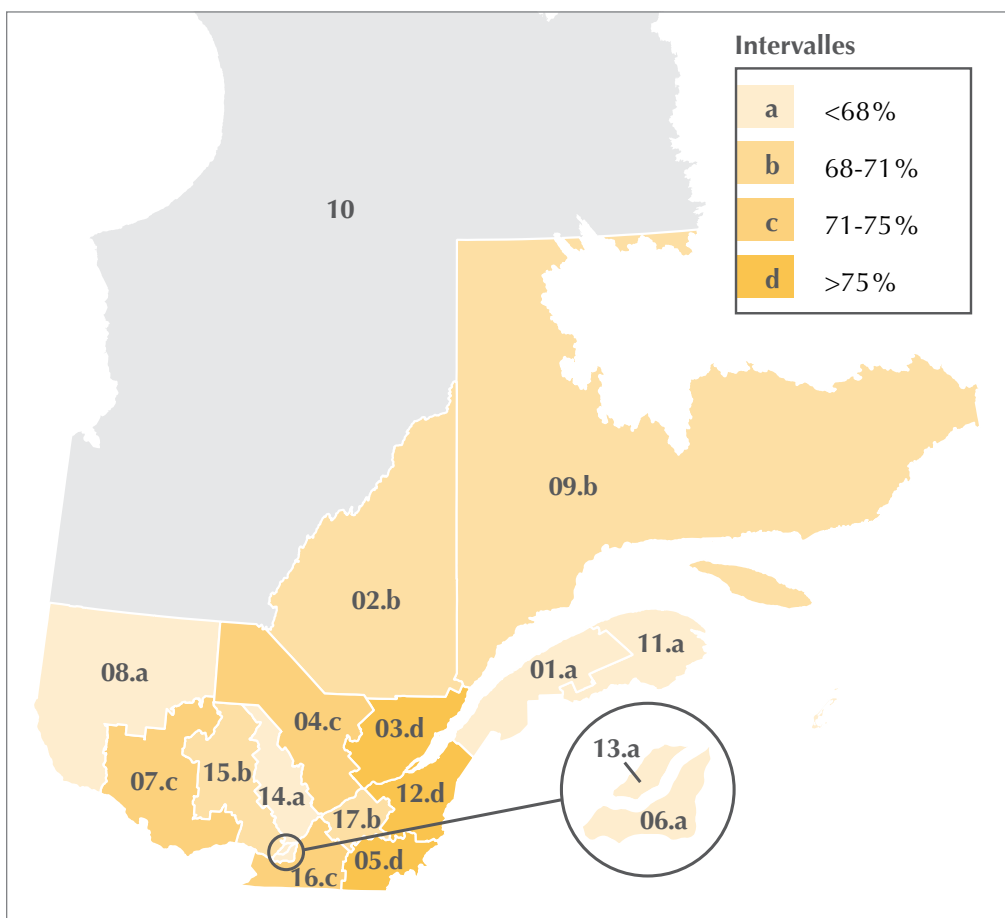 Intervalles
a <68%
b 68-71%
c 71-75%
d >75%
10
09.b
02.b
11.a
01.a
08.a
04.c
03.d
13.a
07.c
15.b
14.a
12.d
06.a
17.b
05.d
16.c